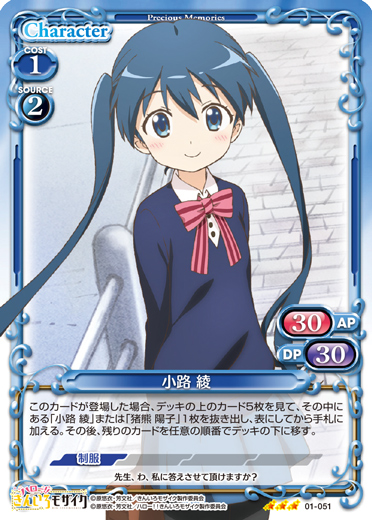 Precious Memories
Character
COST
1
SOURCE
2
30 AP
DP 30
小路 綾
このカードが登場した場合、デッキの上のカード5枚を見て、その中に
ある「小路 綾」または「猪熊 陽子」1枚を抜き出し、表にしてから手札に
加える。その後、残りのカードを任意の順番でデッキの下に移す。
制服
先生、わ、私に答えさせて頂けますか?
ハロー!!
きんいろモザイク
©原悠衣・芳文社/きんいろモザイク製作委員会
©原悠衣・芳文社/ハロー!!きんいろモザイク製作委員会
01-051